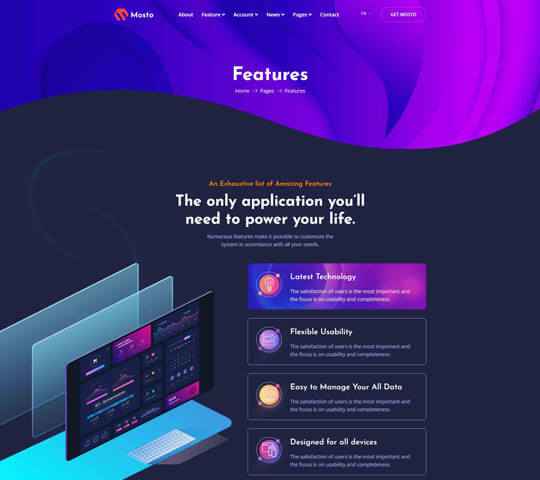 Mosto
About Feature Account News Pages Contact
EN
GET MOSTO
Features
Home → Pages → Features
An Exhaustive list of Amazing Features
The only application you'll
need to power your life.
Numerous features make it possible to customize the
system in accordance with all your needs.
Latest Technology
The satisfaction of users is the most important and
the focus is on usability and completeness.
Flexible Usability
The satisfaction of users is the most important and
the focus is on usability and completeness.
Easy to Manage Your All Data
The satisfaction of users is the most important and
the focus is on usability and completeness.
Designed for all devices
The satisfaction of users is the most important and
the focus is on usability and completeness.